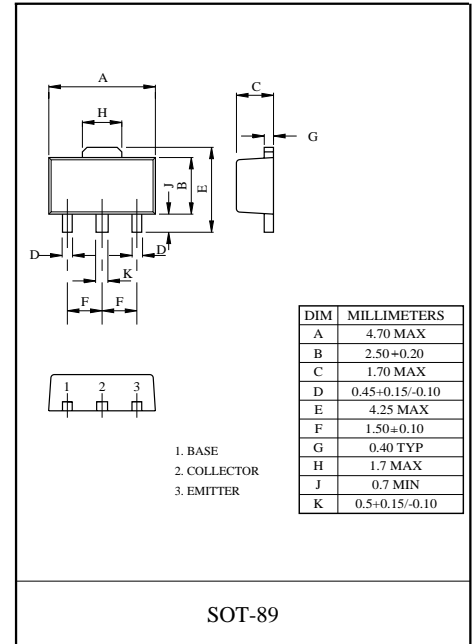 A
H
C
G
J
B
E
D
D
K
F
F
1 2 3
1. BASE
2. COLLECTOR
3. EMITTER
DIM MILLIMETERS
A 4.70 MAX
B 2.50±0.20
C 1.70 MAX
D 0.45+0.15/-0.10
E 4.25 MAX
F 1.50±0.10
G 0.40 TYP
H 1.7 MAX
J 0.7 MIN
K 0.5+0.15/-0.10
SOT-89